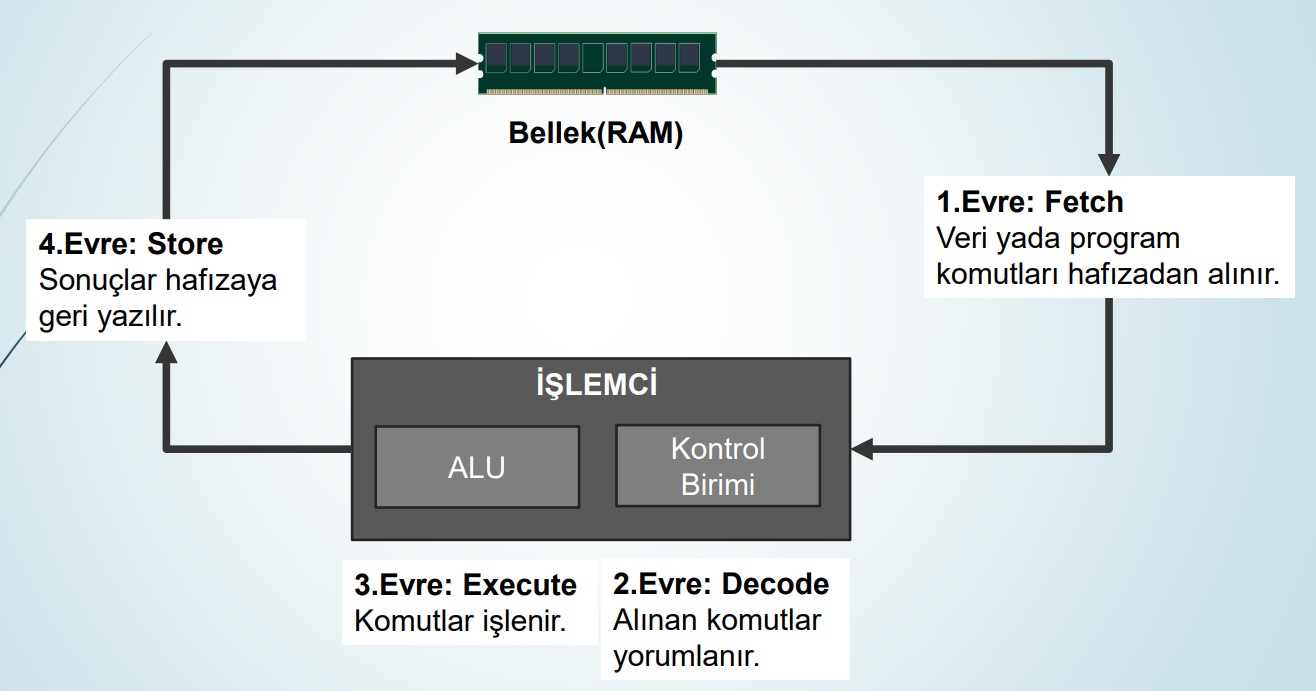 Bellek(RAM)
1.Evre: Fetch
Veri yada program
komutları hafızadan alınır.
4.Evre: Store
Sonuçlar hafızaya
geri yazılır.
İŞLEMCİ
ALU
Kontrol
Birimi
3.Evre: Execute
Komutlar işlenir.
2.Evre: Decode
Alınan komutlar
yorumlanır.